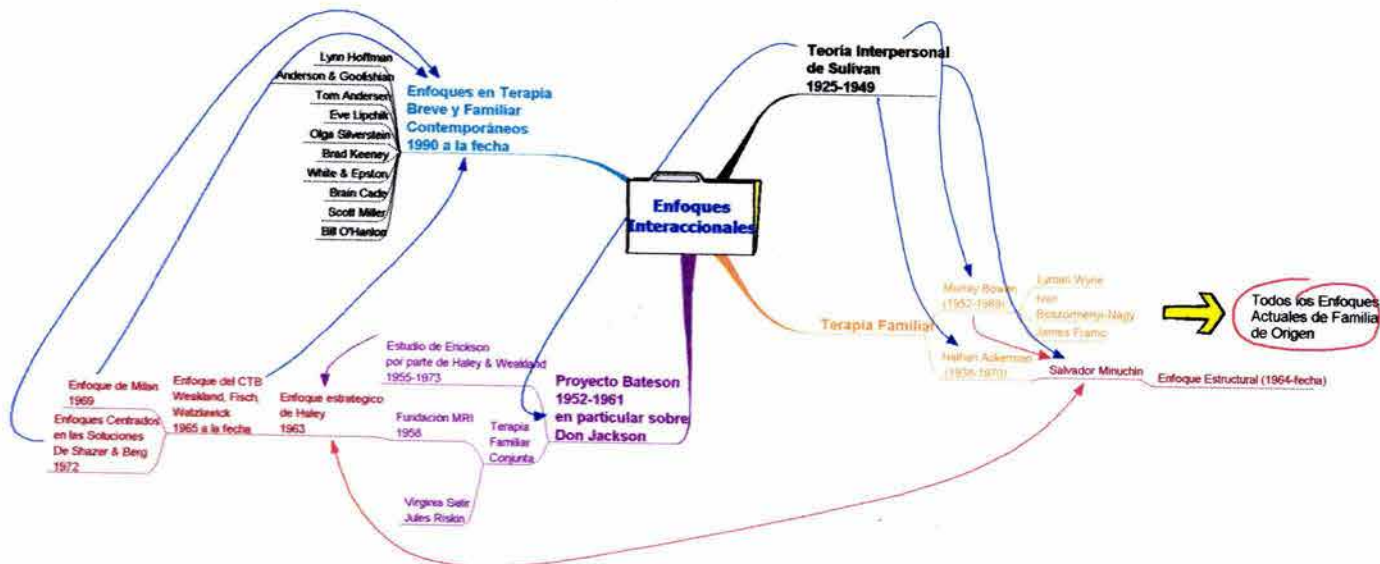 Lynn Hoffman
Anderson & Goolishian
Tom Andersen
Eve Lipchik
Olga Silverstein
Brad Keeney
White & Epston
Brain Cade
Scott Miller
Bill O'Hanlon
Enfoques en Terapia
Breve y Familiar
Contemporáneos
1990 a la fecha
Teoría Interpersonal
de Sulivan
1925-1949
Enfoques
Interaccionales
Terapia Familiar
Murray Bowen
(1952-1989)
Lyman Wyne
Ivan
Boszormenyi-Nagy
James Framo
Nathan Ackerman
(1938-1970)
Salvador Minuchin
Enfoque Estructural (1964-fecha)
Todos los Enfoques
Actuales de Familia
de Origen
Proyecto Bateson
1952-1961
en particular sobre
Don Jackson
Estudio de Erickson
por parte de Haley & Weakland
1955-1973
Terapia
Familiar
Conjunta
Fundación MRI
1958
Virginia Satir
Jules Riskin
Enfoque estrategico
de Haley
1963
Enfoque del CTB
Weakland, Fisch,
Watzlawick
1965 a la fecha
Enfoque de Milan
1969
Enfoques Centrados
en las Soluciones
De Shazer & Berg
1972